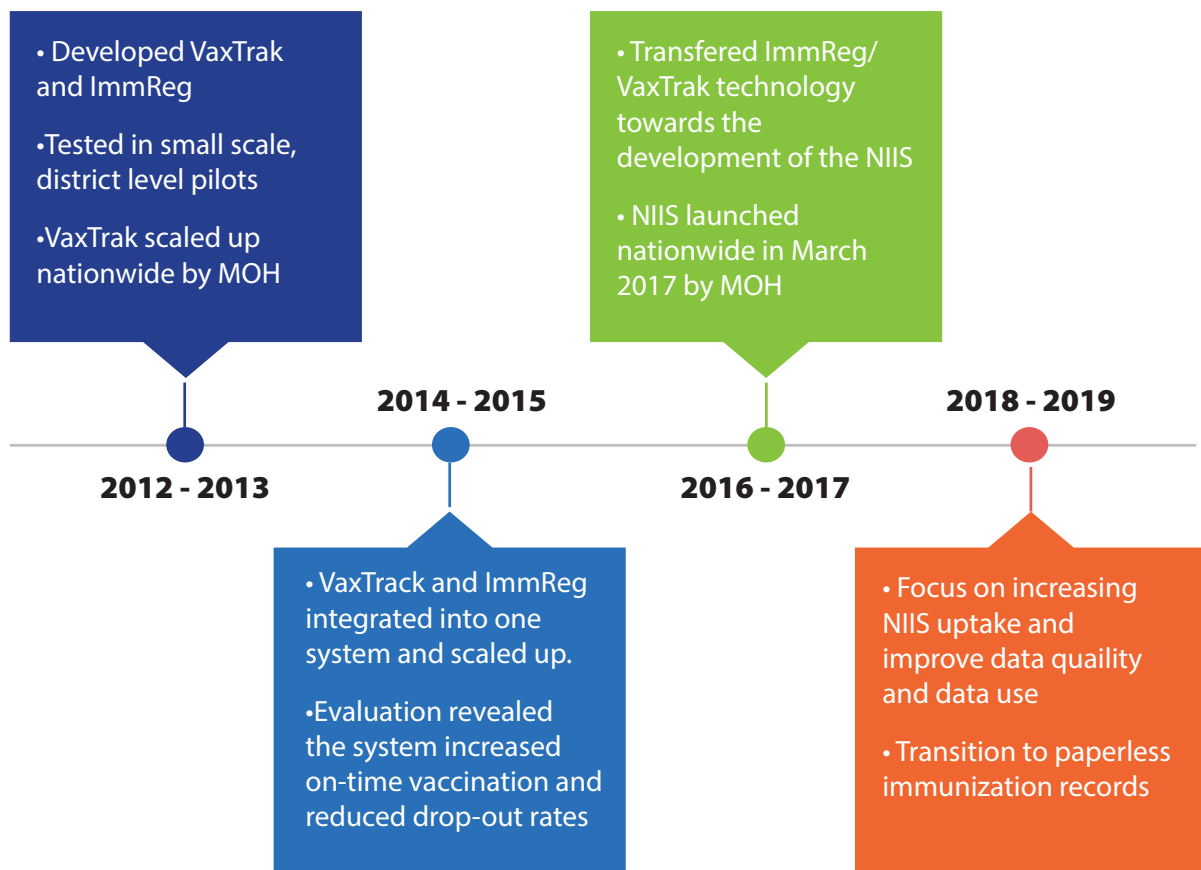 • Developed VaxTrak
and ImmReg
•Tested in small scale,
district level pilots
•VaxTrak scaled up
nationwide by MOH
2012 - 2013
2014 - 2015
• VaxTrack and ImmReg
integrated into one
system and scaled up.
•Evaluation revealed
the system increased
on-time vaccination and
reduced drop-out rates
• Transfered ImmReg/
VaxTrak technology
towards the
development of the NIIS
• NIIS launched
nationwide in March
2017 by MOH
2016 - 2017
2018 - 2019
• Focus on increasing
NIIS uptake and
improve data quaility
and data use
• Transition to paperless
immunization records